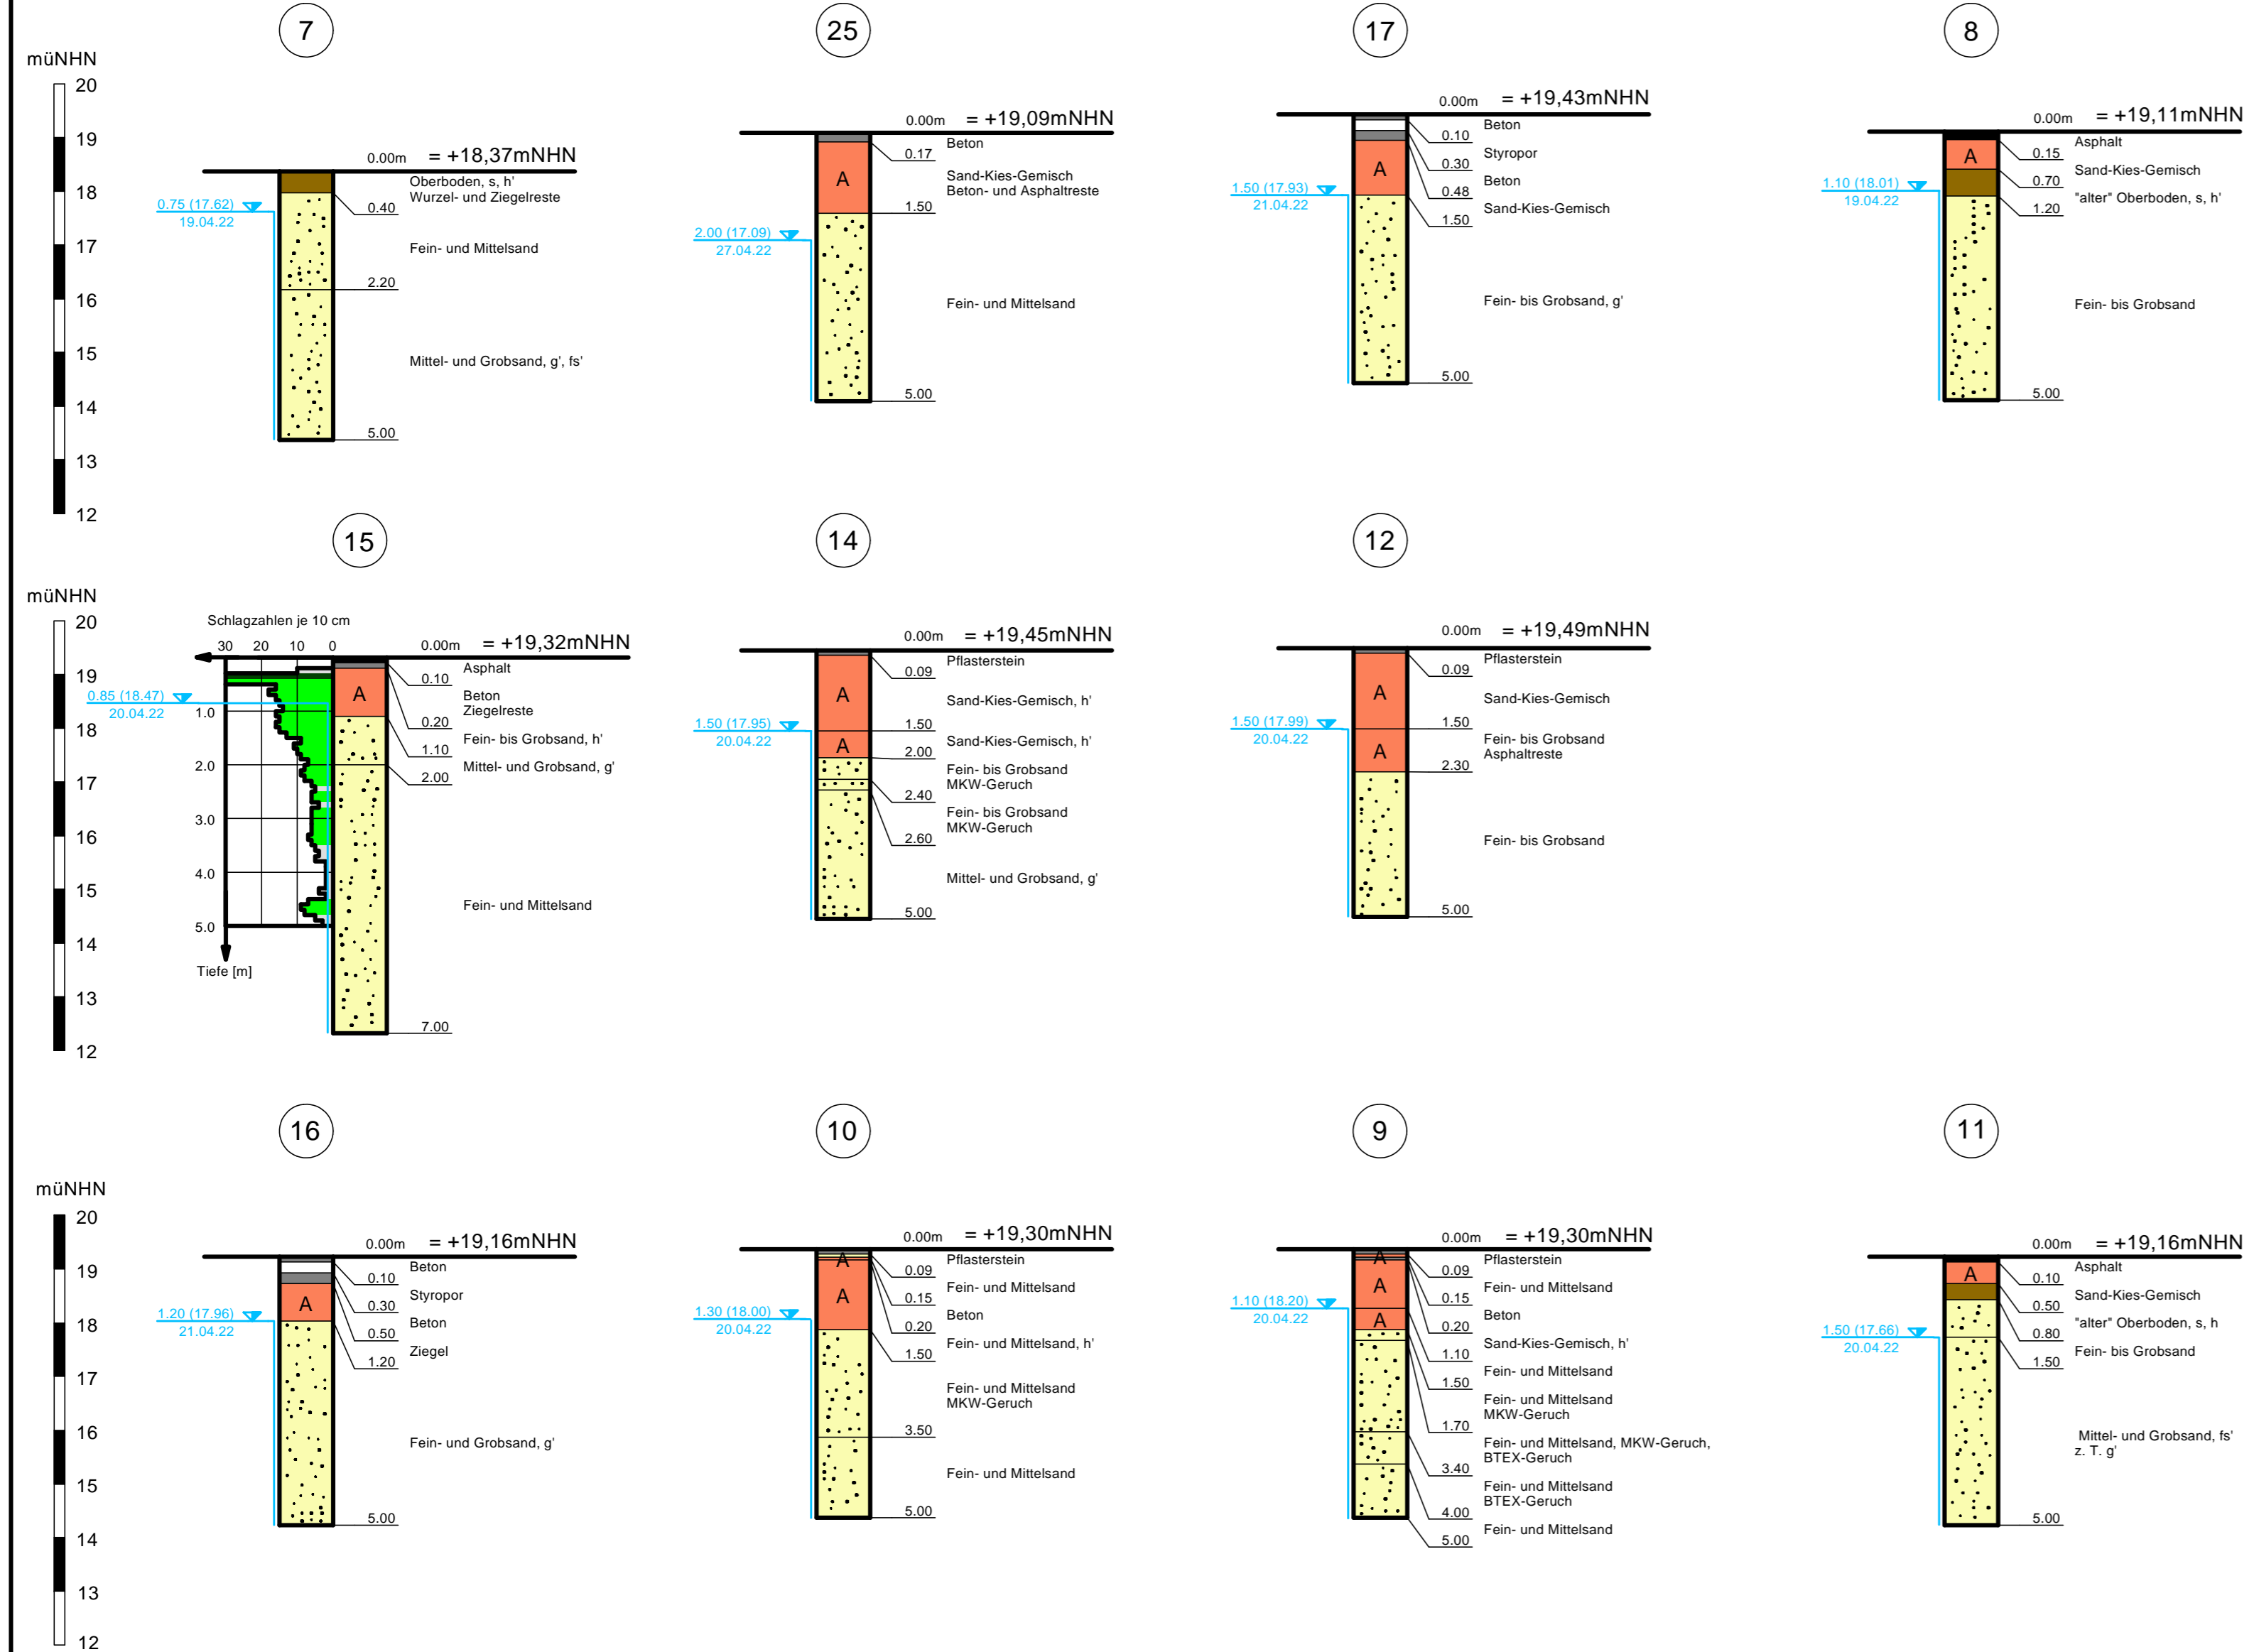 7
müNHN
20
19
18
17
16
15
14
13
12
0.00m = +18,37mNHN
Oberboden, s, h'
Wurzel- und Ziegelreste
0.40
Fein- und Mittelsand
2.20
Mittel- und Grobsand, g', fs'
5.00
0.75 (17.62)
19.04.22
25
0.00m = +19,09mNHN
Beton
0.17
Sand-Kies-Gemisch
Beton- und Asphaltreste
A
1.50
2.00 (17.09)
27.04.22
Fein- und Mittelsand
5.00
17
0.00m = +19,43mNHN
Beton
0.10
Styropor
0.30
Beton
0.48
Sand-Kies-Gemisch
A
1.50
1.50 (17.93)
21.04.22
Fein- bis Grobsand, g'
5.00
8
0.00m = +19,11mNHN
Asphalt
0.15
A
Sand-Kies-Gemisch
0.70
"alter" Oberboden, s, h'
1.20
1.10 (18.01)
19.04.22
Fein- bis Grobsand
5.00
15
müNHN
20
19
18
17
16
15
14
13
12
Schlagzahlen je 10 cm
30 20 10 0
1.0
2.0
3.0
4.0
5.0
Tiefe [m]
0.00m = +19,32mNHN
Asphalt
0.10
Beton
Ziegelreste
A
0.20
Fein- bis Grobsand, h'
1.10
Mittel- und Grobsand, g'
2.00
0.85 (18.47)
20.04.22
Fein- und Mittelsand
7.00
14
0.00m = +19,45mNHN
Pflasterstein
0.09
A
Sand-Kies-Gemisch, h'
1.50
A
Sand-Kies-Gemisch, h'
2.00
1.50 (17.95)
20.04.22
Fein- bis Grobsand
MKW-Geruch
2.40
Fein- bis Grobsand
MKW-Geruch
2.60
Mittel- und Grobsand, g'
5.00
12
0.00m = +19,49mNHN
Pflasterstein
0.09
A
Sand-Kies-Gemisch
1.50
A
Fein- bis Grobsand
Asphaltreste
2.30
1.50 (17.99)
20.04.22
Fein- bis Grobsand
5.00
16
müNHN
20
19
18
17
16
15
14
13
12
0.00m = +19,16mNHN
Beton
0.10
Styropor
0.30
Beton
0.50
Ziegel
A
1.20
1.20 (17.96)
21.04.22
Fein- und Grobsand, g'
5.00
10
0.00m = +19,30mNHN
Pflasterstein
0.09
A
Fein- und Mittelsand
0.15
Beton
0.20
A
Fein- und Mittelsand, h'
1.50
1.30 (18.00)
20.04.22
Fein- und Mittelsand
MKW-Geruch
3.50
Fein- und Mittelsand
5.00
9
0.00m = +19,30mNHN
Pflasterstein
0.09
A
Fein- und Mittelsand
0.15
Beton
0.20
A
Sand-Kies-Gemisch, h'
1.10
A
Fein- und Mittelsand
1.50
1.10 (18.20)
20.04.22
Fein- und Mittelsand
MKW-Geruch
1.70
Fein- und Mittelsand, MKW-Geruch,
BTEX-Geruch
3.40
Fein- und Mittelsand
BTEX-Geruch
4.00
Fein- und Mittelsand
5.00
11
0.00m = +19,16mNHN
Asphalt
0.10
A
Sand-Kies-Gemisch
0.50
"alter" Oberboden, s, h
0.80
Fein- bis Grobsand
1.50
1.50 (17.66)
20.04.22
Mittel- und Grobsand, fs'
z. T. g'
5.00